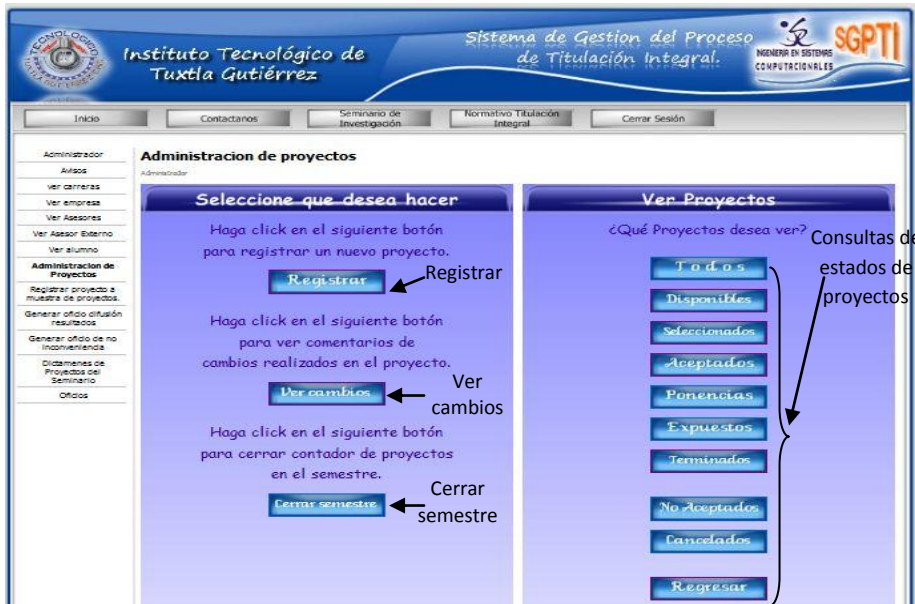 TECNOLOGICO
Instituto Tecnológico de
Tuxtla Gutiérrez
Sistema de Gestion del Proceso
de Titulación Integral.
INGENIERIA EN SISTEMAS
COMPUTACIONALES
SGPTI
Inicio
Contactanos
Seminario de
Investigación
Normativo Titulación
Integral
Cerrar Sesión
Administrador
Avisos
ver carreras
Ver empresa
Ver Asesores
Ver Asesor Externo
Ver alumno
Administracion de
Proyectos
Registrar proyecto a
muestra de proyectos.
Generar oficio difusión
resultados
Generar oficio de no
inconveniencia
Dictamenes de
Proyectos del
Seminario
Oficios
Administracion de proyectos
Administrador
Seleccione que desea hacer
Haga click en el siguiente botón
para registrar un nuevo proyecto.
Registrar
Registrar
Haga click en el siguiente botón
para ver comentarios de
cambios realizados en el proyecto.
Ver cambios
Ver
cambios
Haga click en el siguiente botón
para cerrar contador de proyectos
en el semestre.
Cerrar semestre
Cerrar
semestre
Ver Proyectos
¿Qué Proyectos desea ver?
Todos
Disponibles
Seleccionados
Aceptados
Ponencias
Expuestos
Terminados
No Aceptados
Cancelados
Regresar
Consultas de
estados de
proyectos